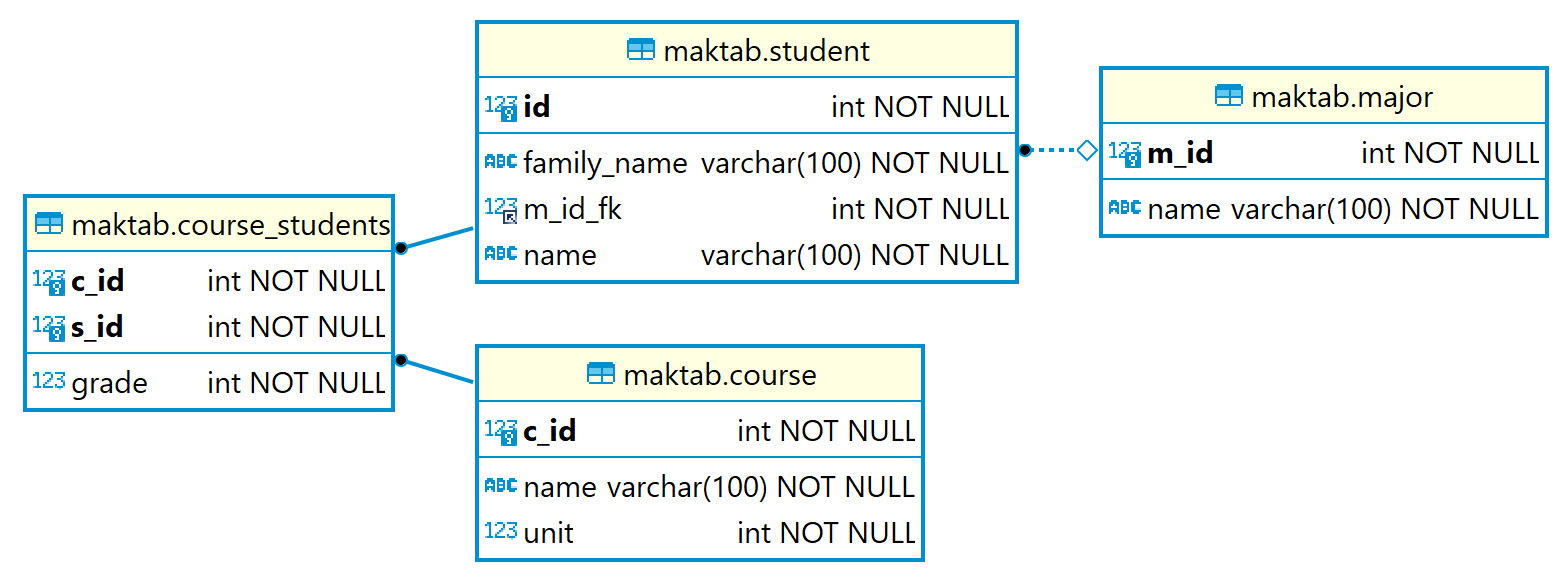 maktab.student
123 id int NOT NULL
ABC family_name varchar(100) NOT NULL
123 m_id_fk int NOT NULL
ABC name varchar(100) NOT NULL
maktab.major
123 m_id int NOT NULL
ABC name varchar(100) NOT NULL
maktab.course_students
123 c_id int NOT NULL
123 s_id int NOT NULL
123 grade int NOT NULL
maktab.course
123 c_id int NOT NULL
ABC name varchar(100) NOT NULL
123 unit int NOT NULL